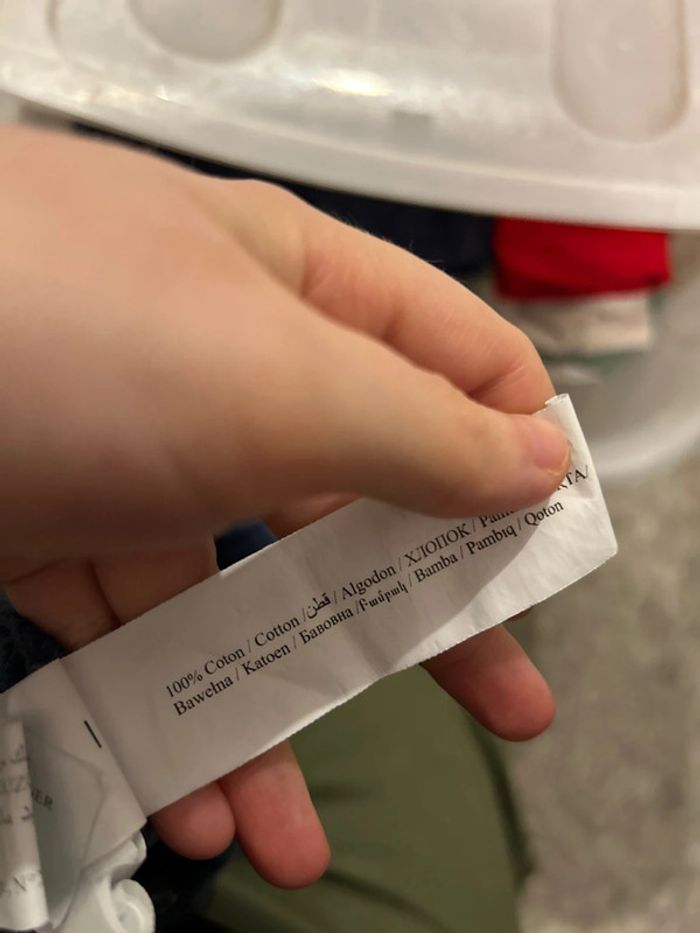 100% Coton / Cotton / قطن / Algodon / ХЛОПОК /
Bawełna / Katoen / Бавовна / Բամբակ / Bamba / Pambıq / Qoton